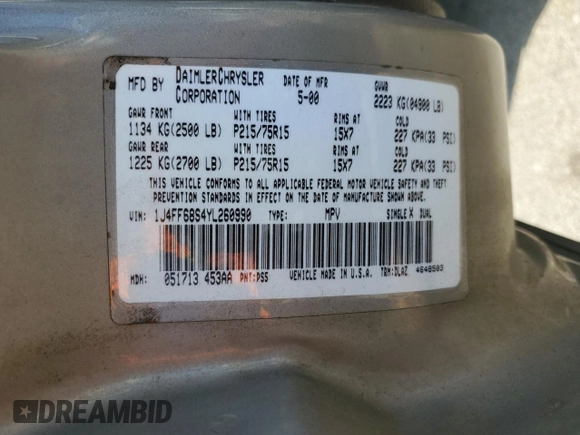 MFD BY DAIMLERCHRYSLER CORPORATION DATE OF MFR 5-00 GVWR 2223 KG(04900 LB)
GAWR FRONT WITH TIRES RIMS AT COLD
1134 KG(2500 LB) P215/75R15 15X7 227 KPA(33 PSI)
GAWR REAR WITH TIRES RIMS AT COLD
1225 KG(2700 LB) P215/75R15 15X7 227 KPA(33 PSI)
THIS VEHICLE CONFORMS TO ALL APPLICABLE FEDERAL MOTOR VEHICLE SAFETY AND THEFT
PREVENTION STANDARDS IN EFFECT ON THE DATE OF MANUFACTURE SHOWN ABOVE.
VIN: 1J4FF68S4YL260990 TYPE: MPV SINGLE X DUAL
MDH: 051713 453AA PNT:PS5 VEHICLE MADE IN U.S.A. TRM:DLAZ 4648503
DREAMBID